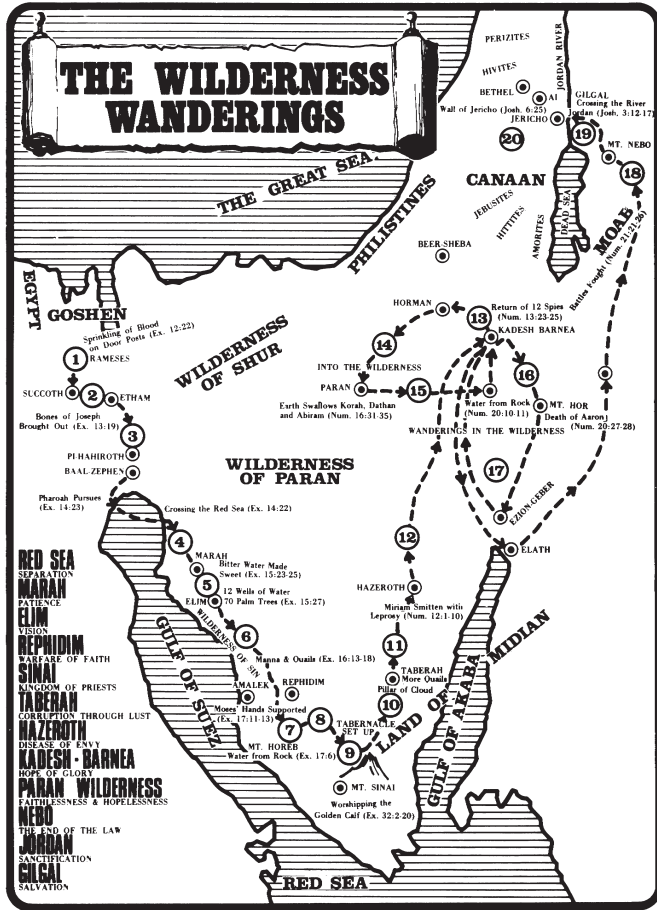 THE WILDERNESS
WANDERINGS
THE GREAT SEA.
PERIZITES
HIVITES
JORDAN RIVER
BETHEL
AI
GILGAL
Crossing the River
Jordan (Josh. 3:12-17)
Wall of Jericho (Josh. 6:25)
JERICHO
20
19
MT. NEBO
18
CANAAN
JEBUSITES
HITTITES
AMORITES
DEAD SEA
MOAB
Battles Fought (Num. 21:21,26)
PHILISTINES
BEER-SHEBA
EGYPT
GOSHEN
Sprinkling of Blood
on Door Posts (Ex. 12:22)
1
RAMESES
SUCCOTH
2
ETHAM
Bones of Joseph
Brought Out (Ex. 13:19)
3
PI-HAHIROTH
BAAL-ZEPHEN
Pharoah Pursues
(Ex. 14:23)
Crossing the Red Sea (Ex. 14:22)
WILDERNESS
OF SHUR
HORMAN
13
Return of 12 Spies
(Num. 13:23-25)
KADESH BARNEA
14
INTO THE WILDERNESS
PARAN
15
16
Earth Swallows Korah, Dathan
and Abiram (Num. 16:31-35)
Water from Rock
(Num. 20:10-11)
MT. HOR
Death of Aaron
(Num. 20:27-28)
WANDERINGS IN THE WILDERNESS
17
WILDERNESS
OF PARAN
EZION-GEBER
ELATH
4
MARAH
Bitter Water Made
Sweet (Ex. 15:23-25)
5
12 Wells of Water
ELIM
70 Palm Trees (Ex. 15:27)
WILDERNESS OF SIN
6
Manna & Quails (Ex. 16:13-18)
AMALEK
REPHIDIM
Moses' Hands Supported
(Ex. 17:11-13)
7
8
MT. HOREB
Water from Rock (Ex. 17:6)
TABERNACLE
SET UP
9
MT. SINAI
Worshipping the
Golden Calf (Ex. 32:2-20)
10
Pillar of Cloud
TABERAH
More Quails
11
Miriam Smitten with
Leprosy (Num. 12:1-10)
HAZEROTH
12
LAND OF MIDIAN
GULF OF AKABA
GULF OF SUEZ
RED SEA
RED SEA
SEPARATION
MARAH
PATIENCE
ELIM
VISION
REPHIDIM
WARFARE OF FAITH
SINAI
KINGDOM OF PRIESTS
TABERAH
CORRUPTION THROUGH LUST
HAZEROTH
DISEASE OF ENVY
KADESH - BARNEA
HOPE OF GLORY
PARAN WILDERNESS
FAITHLESSNESS & HOPELESSNESS
NEBO
THE END OF THE LAW
JORDAN
SANCTIFICATION
GILGAL
SALVATION